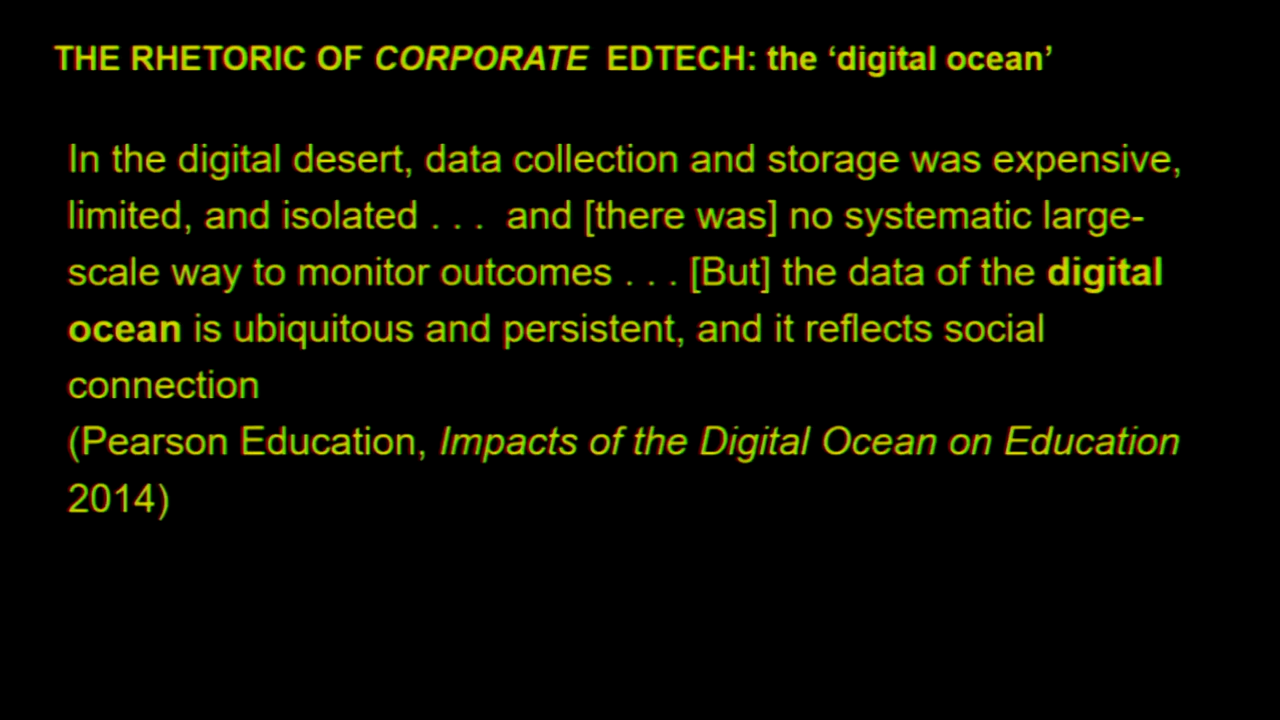 THE RHETORIC OF CORPORATE EDTECH: the ‘digital ocean’
In the digital desert, data collection and storage was expensive,
limited, and isolated . . . and [there was] no systematic large-
scale way to monitor outcomes . . . [But] the data of the digital
ocean is ubiquitous and persistent, and it reflects social
connection
(Pearson Education, Impacts of the Digital Ocean on Education
2014)